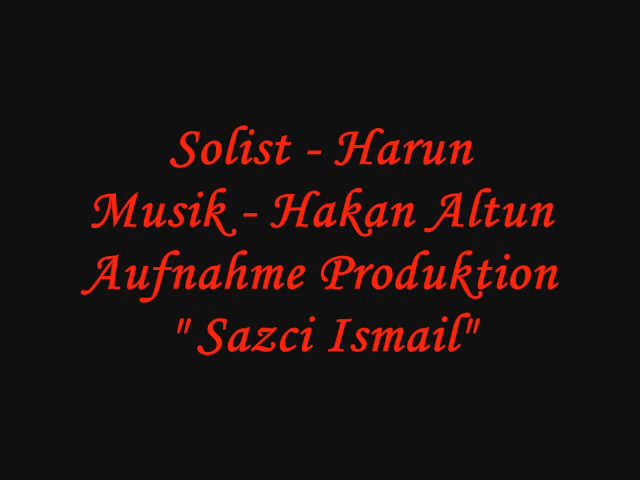 Solist - Harun
Musik - Hakan Altun
Aufnahme Produktion
" Sazci Ismail"